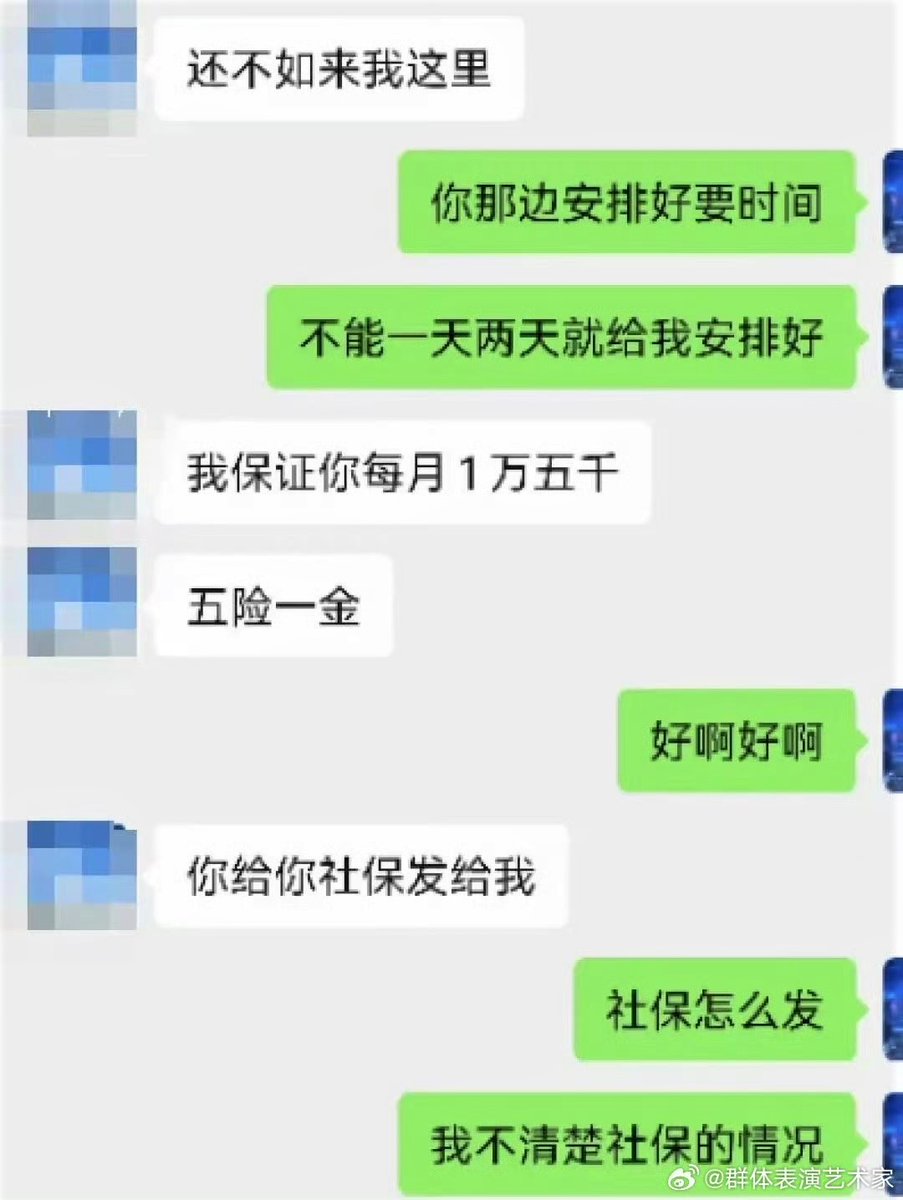 还不如来我这里
你那边安排好要时间
不能一天两天就给我安排好
我保证你每月1万五千
五险一金
好啊好啊
你给你社保发给我
社保怎么发
我不清楚社保的情况
@群体表演艺术家